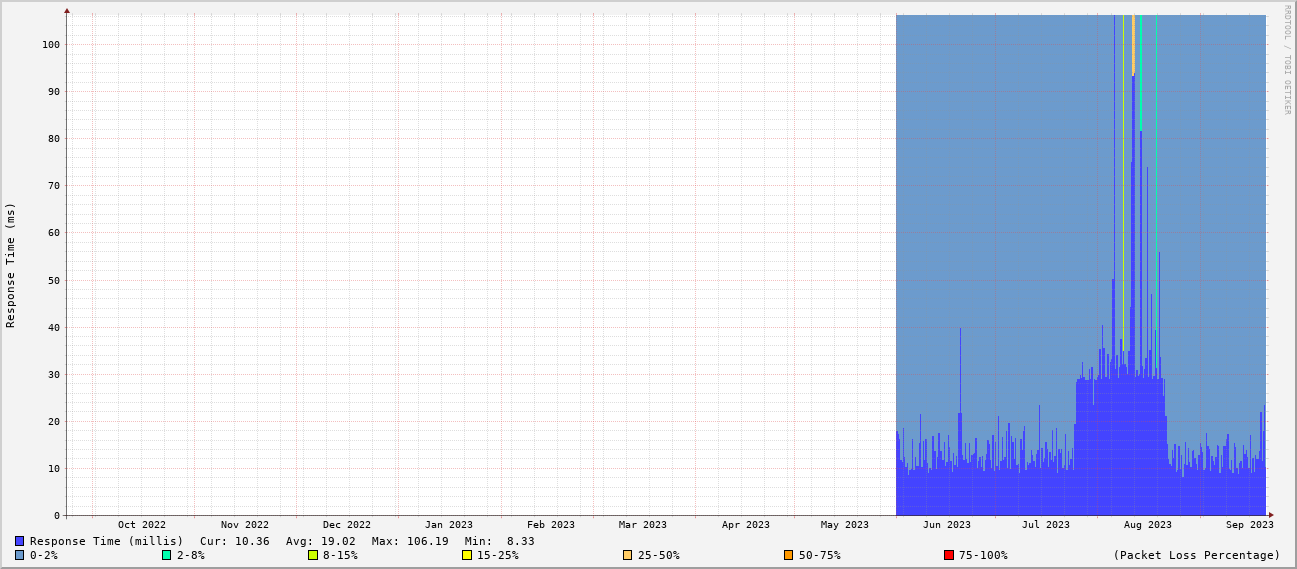 RRDTOOL / TOBI OETIKER
Response Time (ms)
100
90
80
70
60
50
40
30
20
10
0
Oct 2022 Nov 2022 Dec 2022 Jan 2023 Feb 2023 Mar 2023 Apr 2023 May 2023 Jun 2023 Jul 2023 Aug 2023 Sep 2023
Response Time (millis) Cur: 10.36 Avg: 19.02 Max: 106.19 Min: 8.33
0-2% 2-8% 8-15% 15-25% 25-50% 50-75% 75-100% (Packet Loss Percentage)